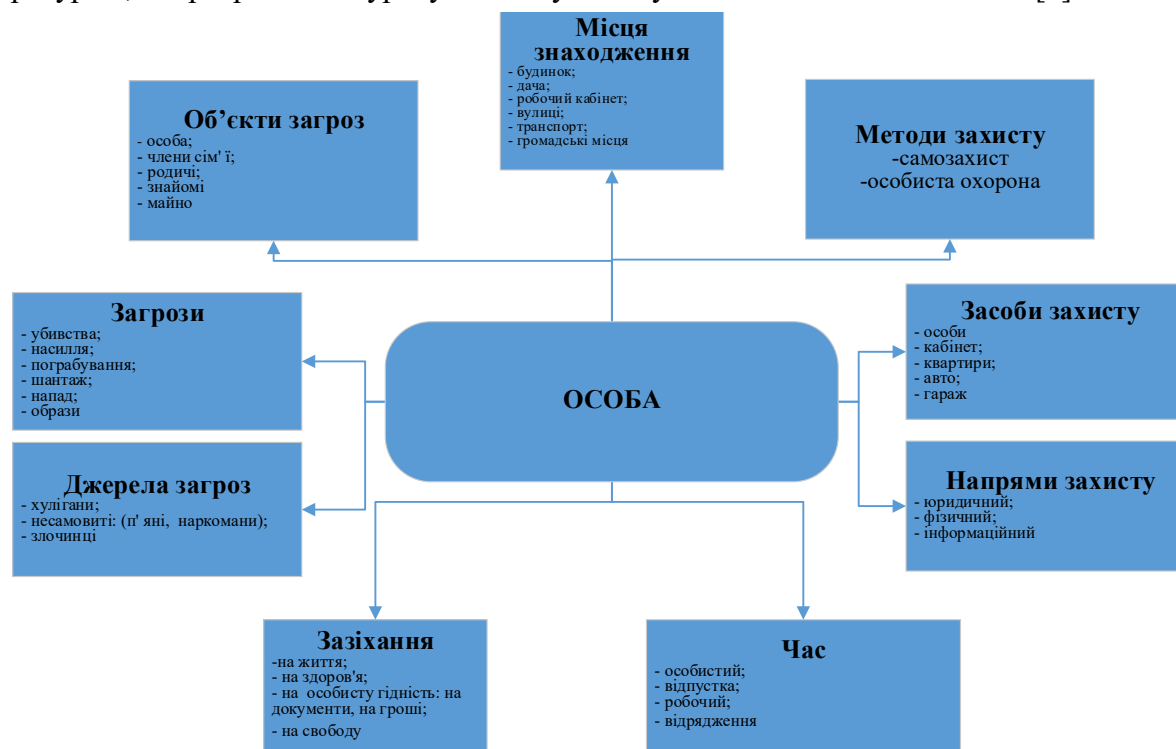 Місця
знаходження
- будинок;
- дача;
- робочий кабінет;
- вулиці;
- транспорт;
- громадські місця
Об’єкти загроз
- особа;
- члени сім' ї;
- родичі;
- знайомі
- майно
Методи захисту
-самозахист
-особиста охорона
Загрози
- убивства;
- насилля;
- пограбування;
- шантаж;
- напад;
- образи
ОСОБА
Засоби захисту
- особи
- кабінет;
- квартири;
- авто;
- гараж
Джерела загроз
- хулігани;
- несамовиті: (п' яні, наркомани);
- злочинці
Напрями захисту
- юридичний;
- фізичний;
- інформаційний
Зазіхання
-на життя;
- на здоров'я;
- на особисту гідність: на
документи, на гроші;
- на свободу
Час
- особистий;
- відпустка;
- робочий;
- відрядження